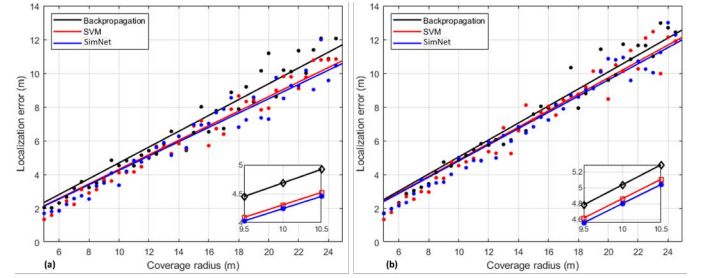 14
12
10
8
6
4
2
0
Localization error (m)
Backpropagation
SVM
SimNet
5
4.5
4
9.5 10 10.5
6 8 10 12 14 16 18 20 22 24
(a) Coverage radius (m)
14
12
10
8
6
4
2
0
Localization error (m)
Backpropagation
SVM
SimNet
5.2
5
4.8
4.6
9.5 10 10.5
6 8 10 12 14 16 18 20 22 24
(b) Coverage radius (m)